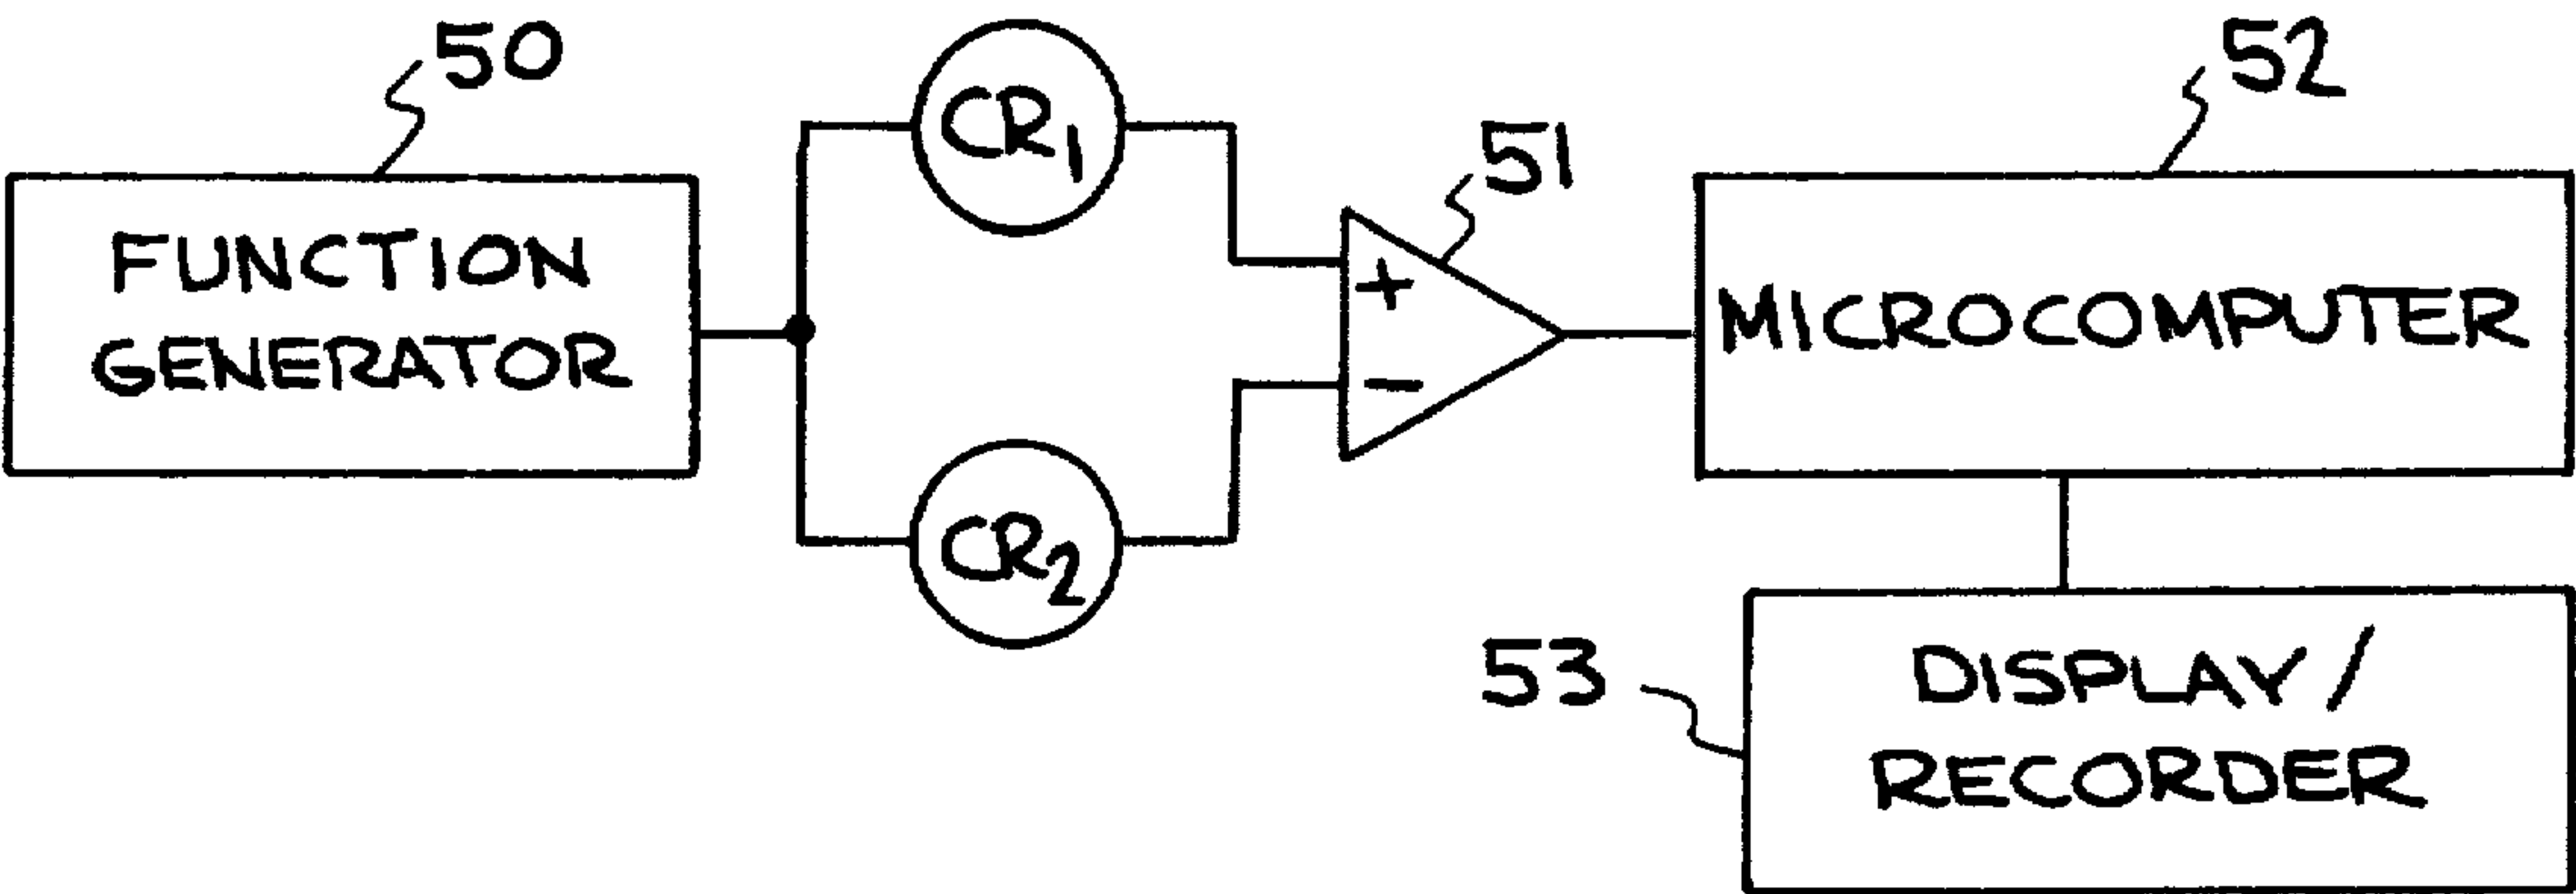 50
FUNCTION
GENERATOR
CR₁
CR₂
+
−
51
52
MICROCOMPUTER
53
DISPLAY/
RECORDER